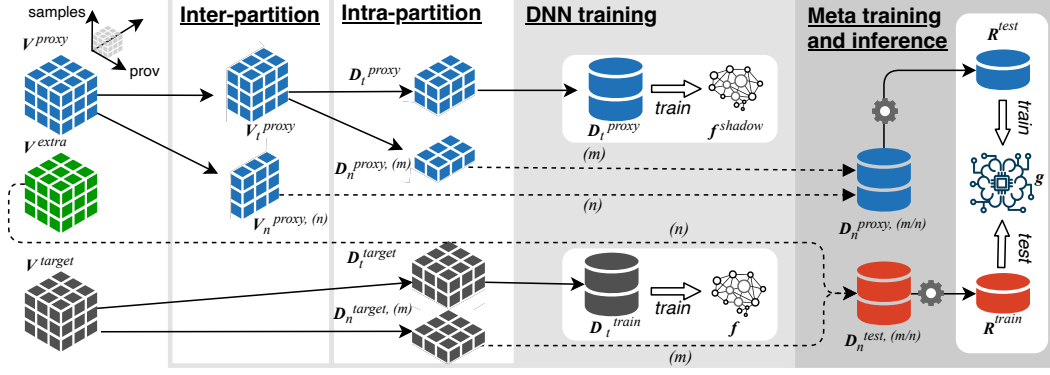 samples
prov
V^proxy
V^extra
V^target
Inter-partition
V_t^proxy
V_n^proxy, (n)
Intra-partition
D_t^proxy
D_n^proxy, (m)
D_t^target
D_n^target, (m)
DNN training
D_t^proxy
train
f^shadow
(m)
(n)
(n)
D_t^train
train
f
(m)
Meta training
and inference
R^test
train
g
D_n^proxy, (m/n)
test
D_n^test, (m/n)
R^train